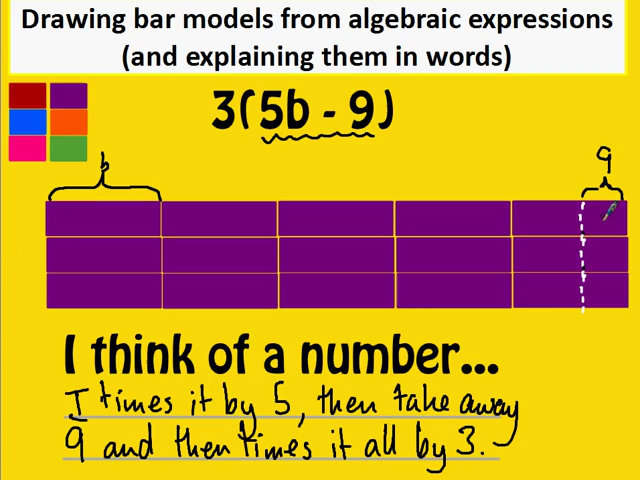 Drawing bar models from algebraic expressions
(and explaining them in words)
3(5b - 9)
b
9
I think of a number...
I times it by 5, then take away
9 and then times it all by 3.